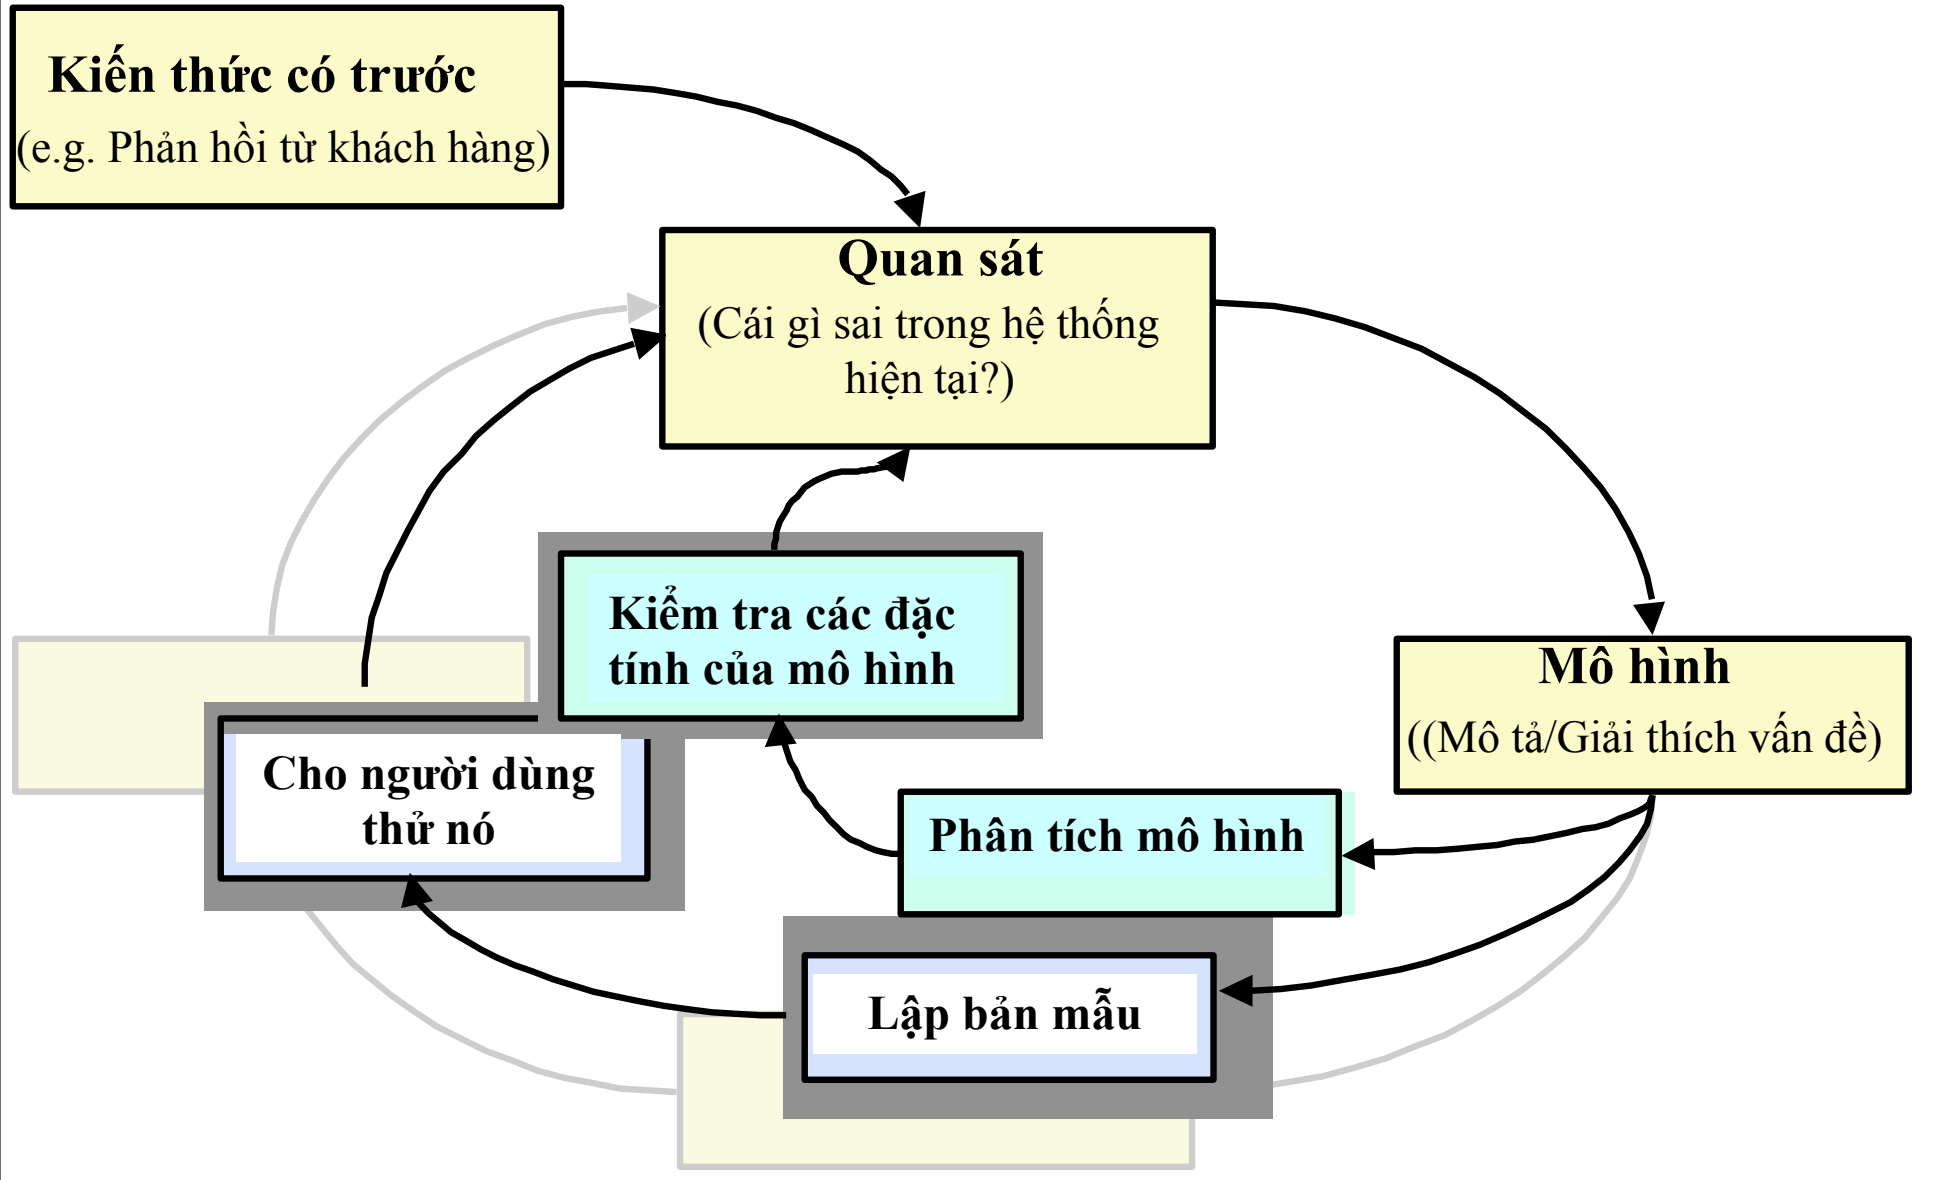 Kiến thức có trước
(e.g. Phản hồi từ khách hàng)
Quan sát
(Cái gì sai trong hệ thống
hiện tại?)
Kiểm tra các đặc
tính của mô hình
Mô hình
((Mô tả/Giải thích vấn đề)
Cho người dùng
thử nó
Phân tích mô hình
Lập bản mẫu